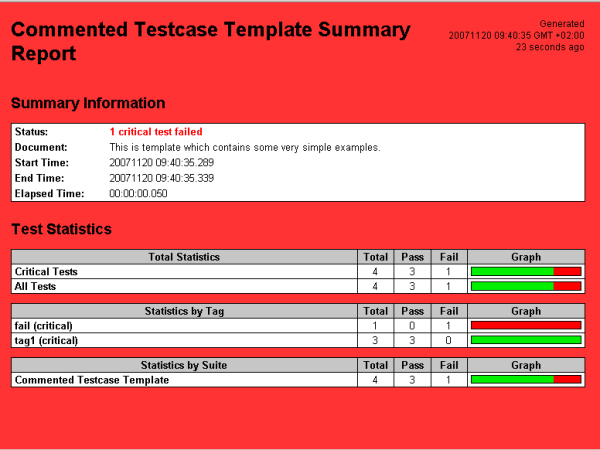 Commented Testcase Template Summary Report
Generated
20071120 09:40:35 GMT +02:00
23 seconds ago
Summary Information
Status: 1 critical test failed
Document: This is template which contains some very simple examples.
Start Time: 20071120 09:40:35.289
End Time: 20071120 09:40:35.339
Elapsed Time: 00:00:00.050
Test Statistics
Total Statistics Total Pass Fail Graph
Critical Tests 4 3 1
All Tests 4 3 1
Statistics by Tag Total Pass Fail Graph
fail (critical) 1 0 1
tag1 (critical) 3 3 0
Statistics by Suite Total Pass Fail Graph
Commented Testcase Template 4 3 1